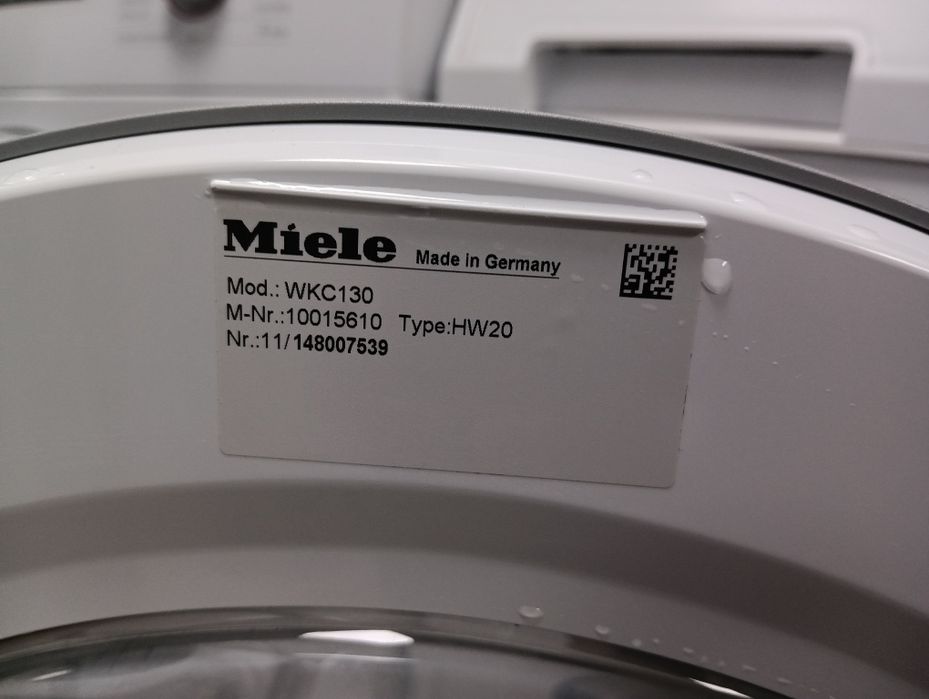 Miele Made in Germany
Mod.: WKC130
M-Nr.:10015610 Type:HW20
Nr.:11/148007539